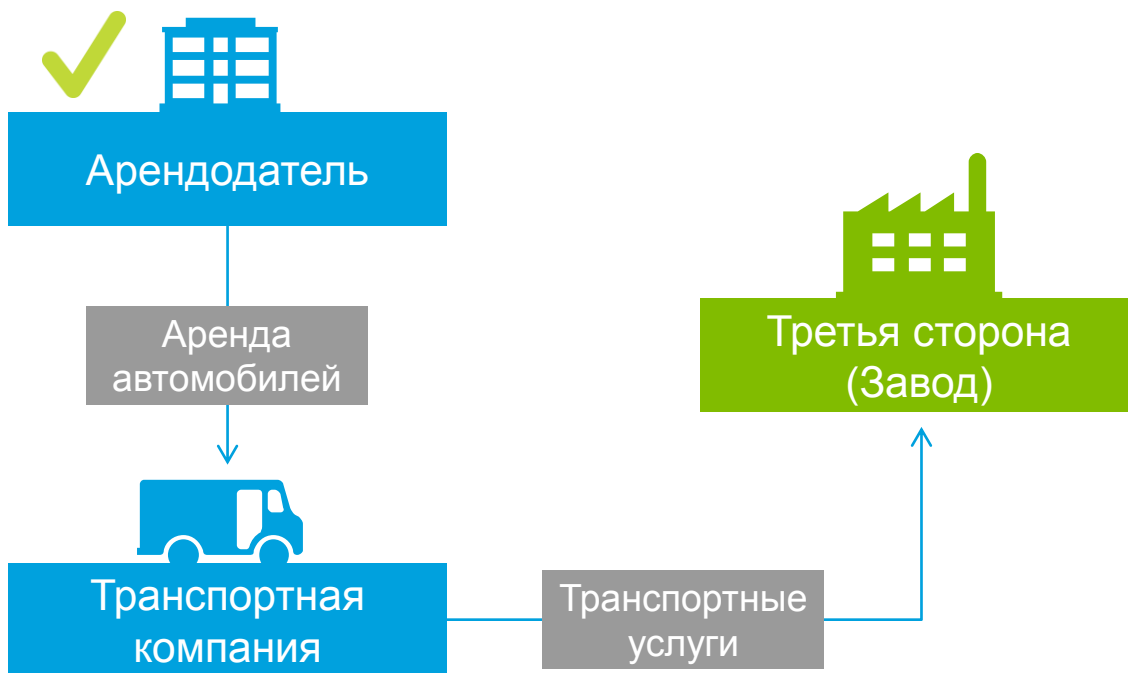 Арендодатель
Аренда
автомобилей
Третья сторона
(Завод)
Транспортная
компания
Транспортные
услуги